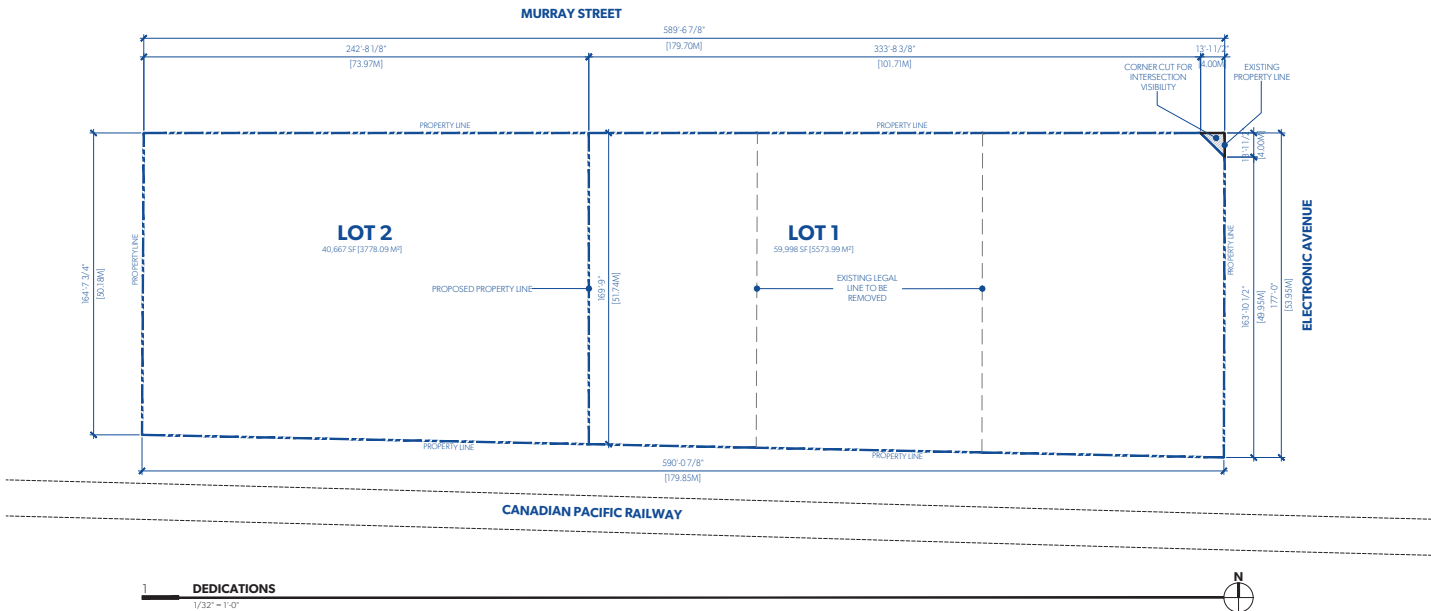 MURRAY STREET
589'-6 7/8"
[179.70M]
242'-8 1/8"
[73.97M]
333'-8 3/8"
[101.71M]
13'-1 1/2"
[4.00M]
CORNER CUT FOR
INTERSECTION
VISIBILITY
EXISTING
PROPERTY LINE
PROPERTY LINE
PROPERTY LINE
13'-1 1/2"
[4.00M]
LOT 2
40,667 SF [3778.09 M²]
LOT 1
59,998 SF [5573.99 M²]
PROPERTY LINE
164'-7 3/4"
[50.18M]
PROPOSED PROPERTY LINE
169'-9"
[51.74M]
EXISTING LEGAL
LINE TO BE
REMOVED
PROPERTY LINE
163'-10 1/2"
[49.95M]
177'-0"
[53.95M]
ELECTRONIC AVENUE
PROPERTY LINE
PROPERTY LINE
590'-0 7/8"
[179.85M]
CANADIAN PACIFIC RAILWAY
1 DEDICATIONS
1/32" = 1'-0"
N